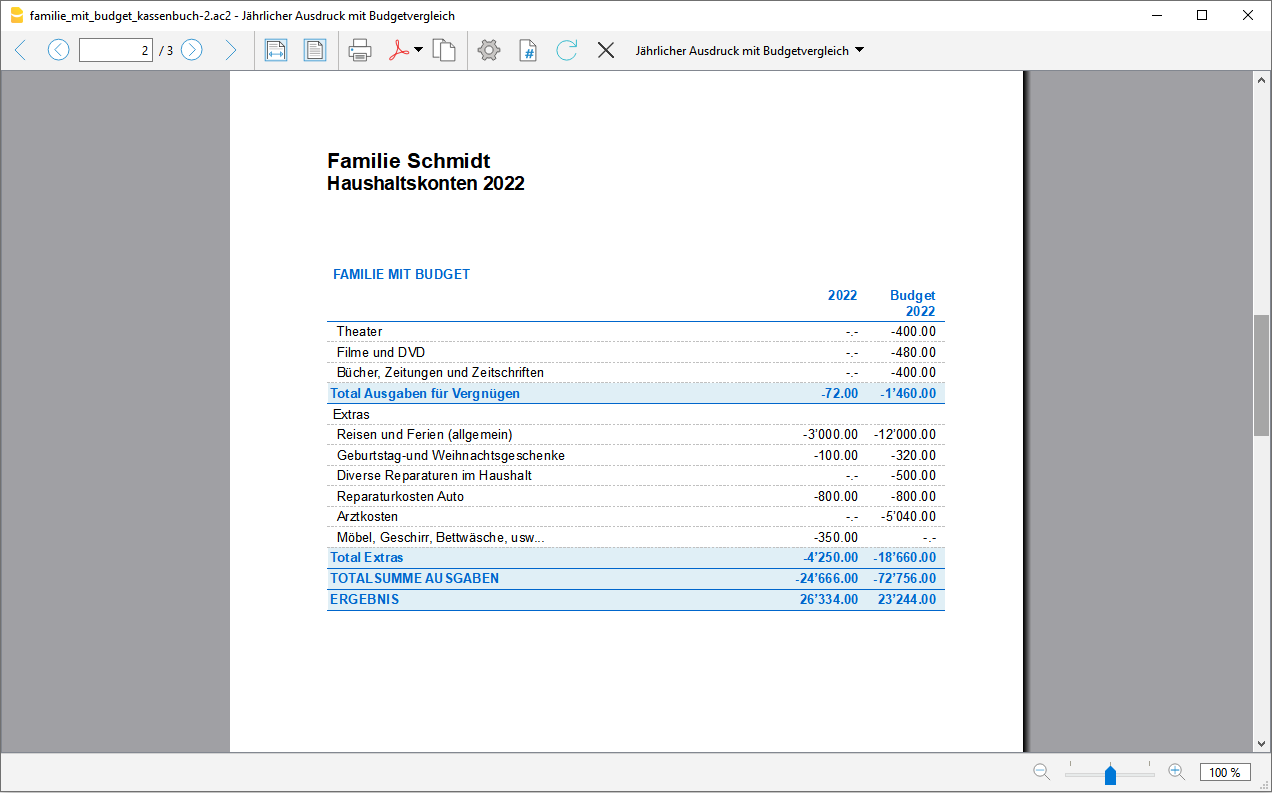 familie_mit_budget_kassenbuch-2.ac2 - Jährlicher Ausdruck mit Budgetvergleich
2 / 3 # Jährlicher Ausdruck mit Budgetvergleich
Familie Schmidt
Haushaltskonten 2022
FAMILIE MIT BUDGET
2022 Budget
2022
Theater -.- -400.00
Filme und DVD -.- -480.00
Bücher, Zeitungen und Zeitschriften -.- -400.00
Total Ausgaben für Vergnügen -72.00 -1’460.00
Extras
Reisen und Ferien (allgemein) -3’000.00 -12’000.00
Geburtstag-und Weihnachtsgeschenke -100.00 -320.00
Diverse Reparaturen im Haushalt -.- -500.00
Reparaturkosten Auto -800.00 -800.00
Arztkosten -.- -5’040.00
Möbel, Geschirr, Bettwäsche, usw... -350.00 -.-
Total Extras -4’250.00 -18’660.00
TOTALSUMME AUSGABEN -24’666.00 -72’756.00
ERGEBNIS 26’334.00 23’244.00
100 %